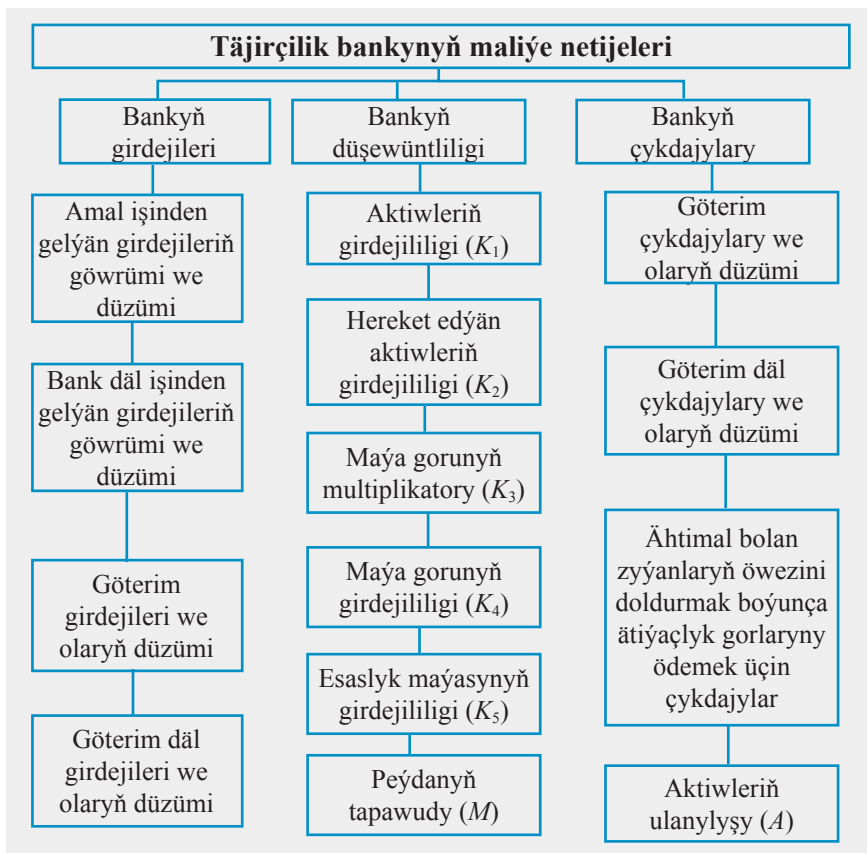 Täjirçilik bankynyň maliýe netijeleri
Bankyň
girdejileri
Amal işinden
gelýän girdejileriň
göwrümi we
düzümi
Bank däl işinden
gelýän girdejileriň
göwrümi we
düzümi
Göterim
girdejileri we
olaryň düzümi
Göterim däl
girdejileri we
olaryň düzümi
Bankyň
düşewüntliligi
Aktiwleriň
girdejililigi (K₁)
Hereket edýän
aktiwleriň
girdejililigi (K₂)
Maýa gorunyň
multiplikatory (K₃)
Maýa gorunyň
girdejililigi (K₄)
Esaslyk maýasynyň
girdejililigi (K₅)
Peýdanyň
tapawudy (M)
Bankyň
çykdajylary
Göterim
çykdajylary we
olaryň düzümi
Göterim däl
çykdajylary we
olaryň düzümi
Ähtimal bolan
zyýanlaryň öwezini
doldurmak boýunça
ätiýaçlyk gorlaryny
ödemek üçin
çykdajylar
Aktiwleriň
ulanylyşy (A)